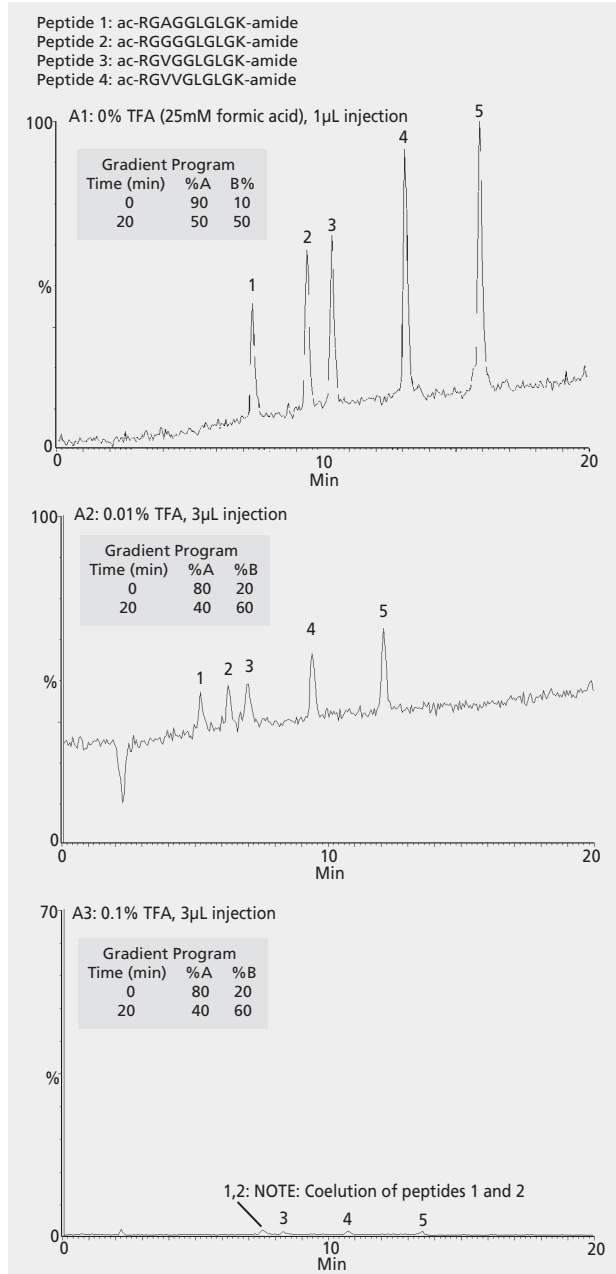 Peptide 1: ac-RGAGGLGLGK-amide
Peptide 2: ac-RGGGGLGLGK-amide
Peptide 3: ac-RGVGGLGLGK-amide
Peptide 4: ac-RGVVGLGLGK-amide
A1: 0% TFA (25mM formic acid), 1µL injection
100
Gradient Program
Time (min) %A B%
0 90 10
20 50 50
1
2
3
4
5
%
0
0 10 20
Min
A2: 0.01% TFA, 3µL injection
100
Gradient Program
Time (min) %A %B
0 80 20
20 40 60
1
2
3
4
5
%
0
0 10 20
Min
A3: 0.1% TFA, 3µL injection
70
Gradient Program
Time (min) %A %B
0 80 20
20 40 60
%
1,2: NOTE: Coelution of peptides 1 and 2
3 4 5
0
0 10 20
Min